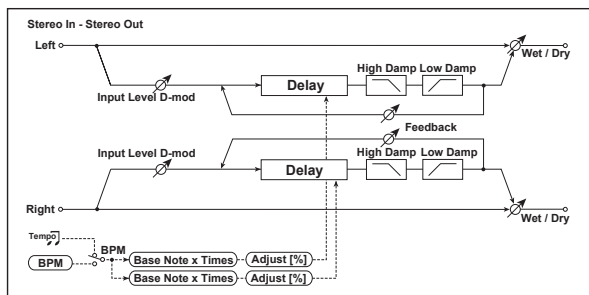 Stereo In - Stereo Out
Left
Wet / Dry
High Damp Low Damp
Delay
Input Level D-mod
Feedback
Input Level D-mod
High Damp Low Damp
Delay
Right
Wet / Dry
Tempo
BPM
BPM
Base Note x Times Adjust [%]
Base Note x Times Adjust [%]